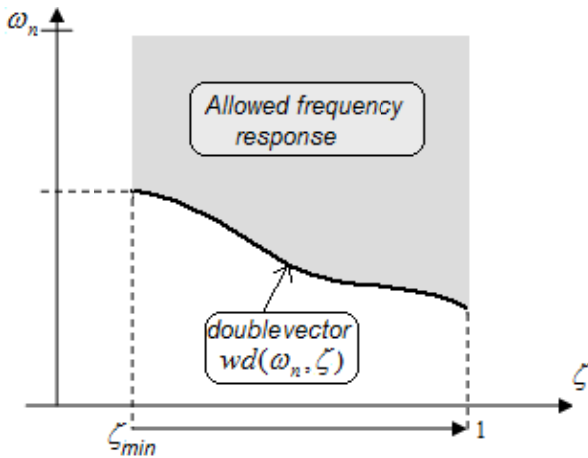 ωₙ
Allowed frequency
response
doublevector
wd(ωₙ, ζ)
ζ
ζmin
1